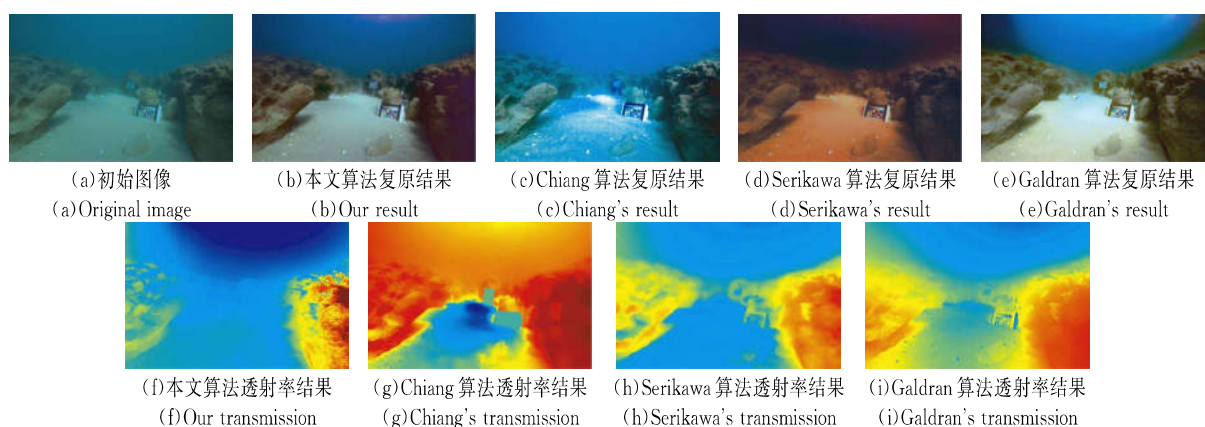 (a)初始图像
(b)本文算法复原结果
(c)Chiang 算法复原结果
(d)Serikawa 算法复原结果
(e)Galdran 算法复原结果
(a)Original image
(b)Our result
(c)Chiang's result
(d)Serikawa's result
(e)Galdran's result
(f)本文算法透射率结果
(g)Chiang 算法透射率结果
(h)Serikawa 算法透射率结果
(i)Galdran 算法透射率结果
(f)Our transmission
(g)Chiang's transmission
(h)Serikawa's transmission
(i)Galdran's transmission